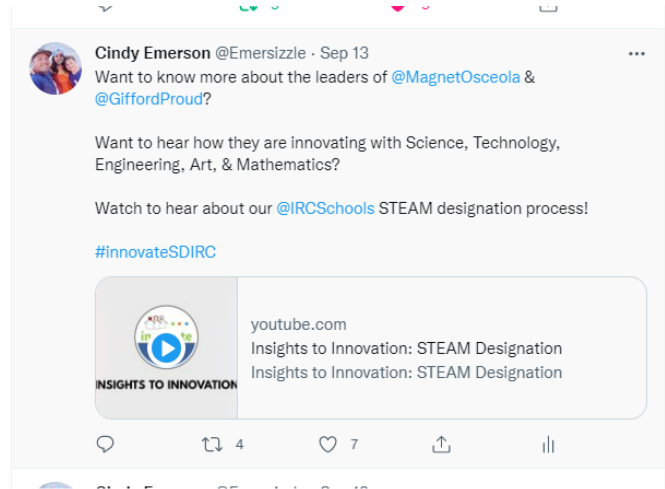 Cindy Emerson @Emersizzle · Sep 13
Want to know more about the leaders of @MagnetOsceola &
@GiffordProud?
Want to hear how they are innovating with Science, Technology,
Engineering, Art, & Mathematics?
Watch to hear about our @IRCSchools STEAM designation process!
#innovateSDIRC
INSIGHTS TO INNOVATION
youtube.com
Insights to Innovation: STEAM Designation
Insights to Innovation: STEAM Designation
4
7